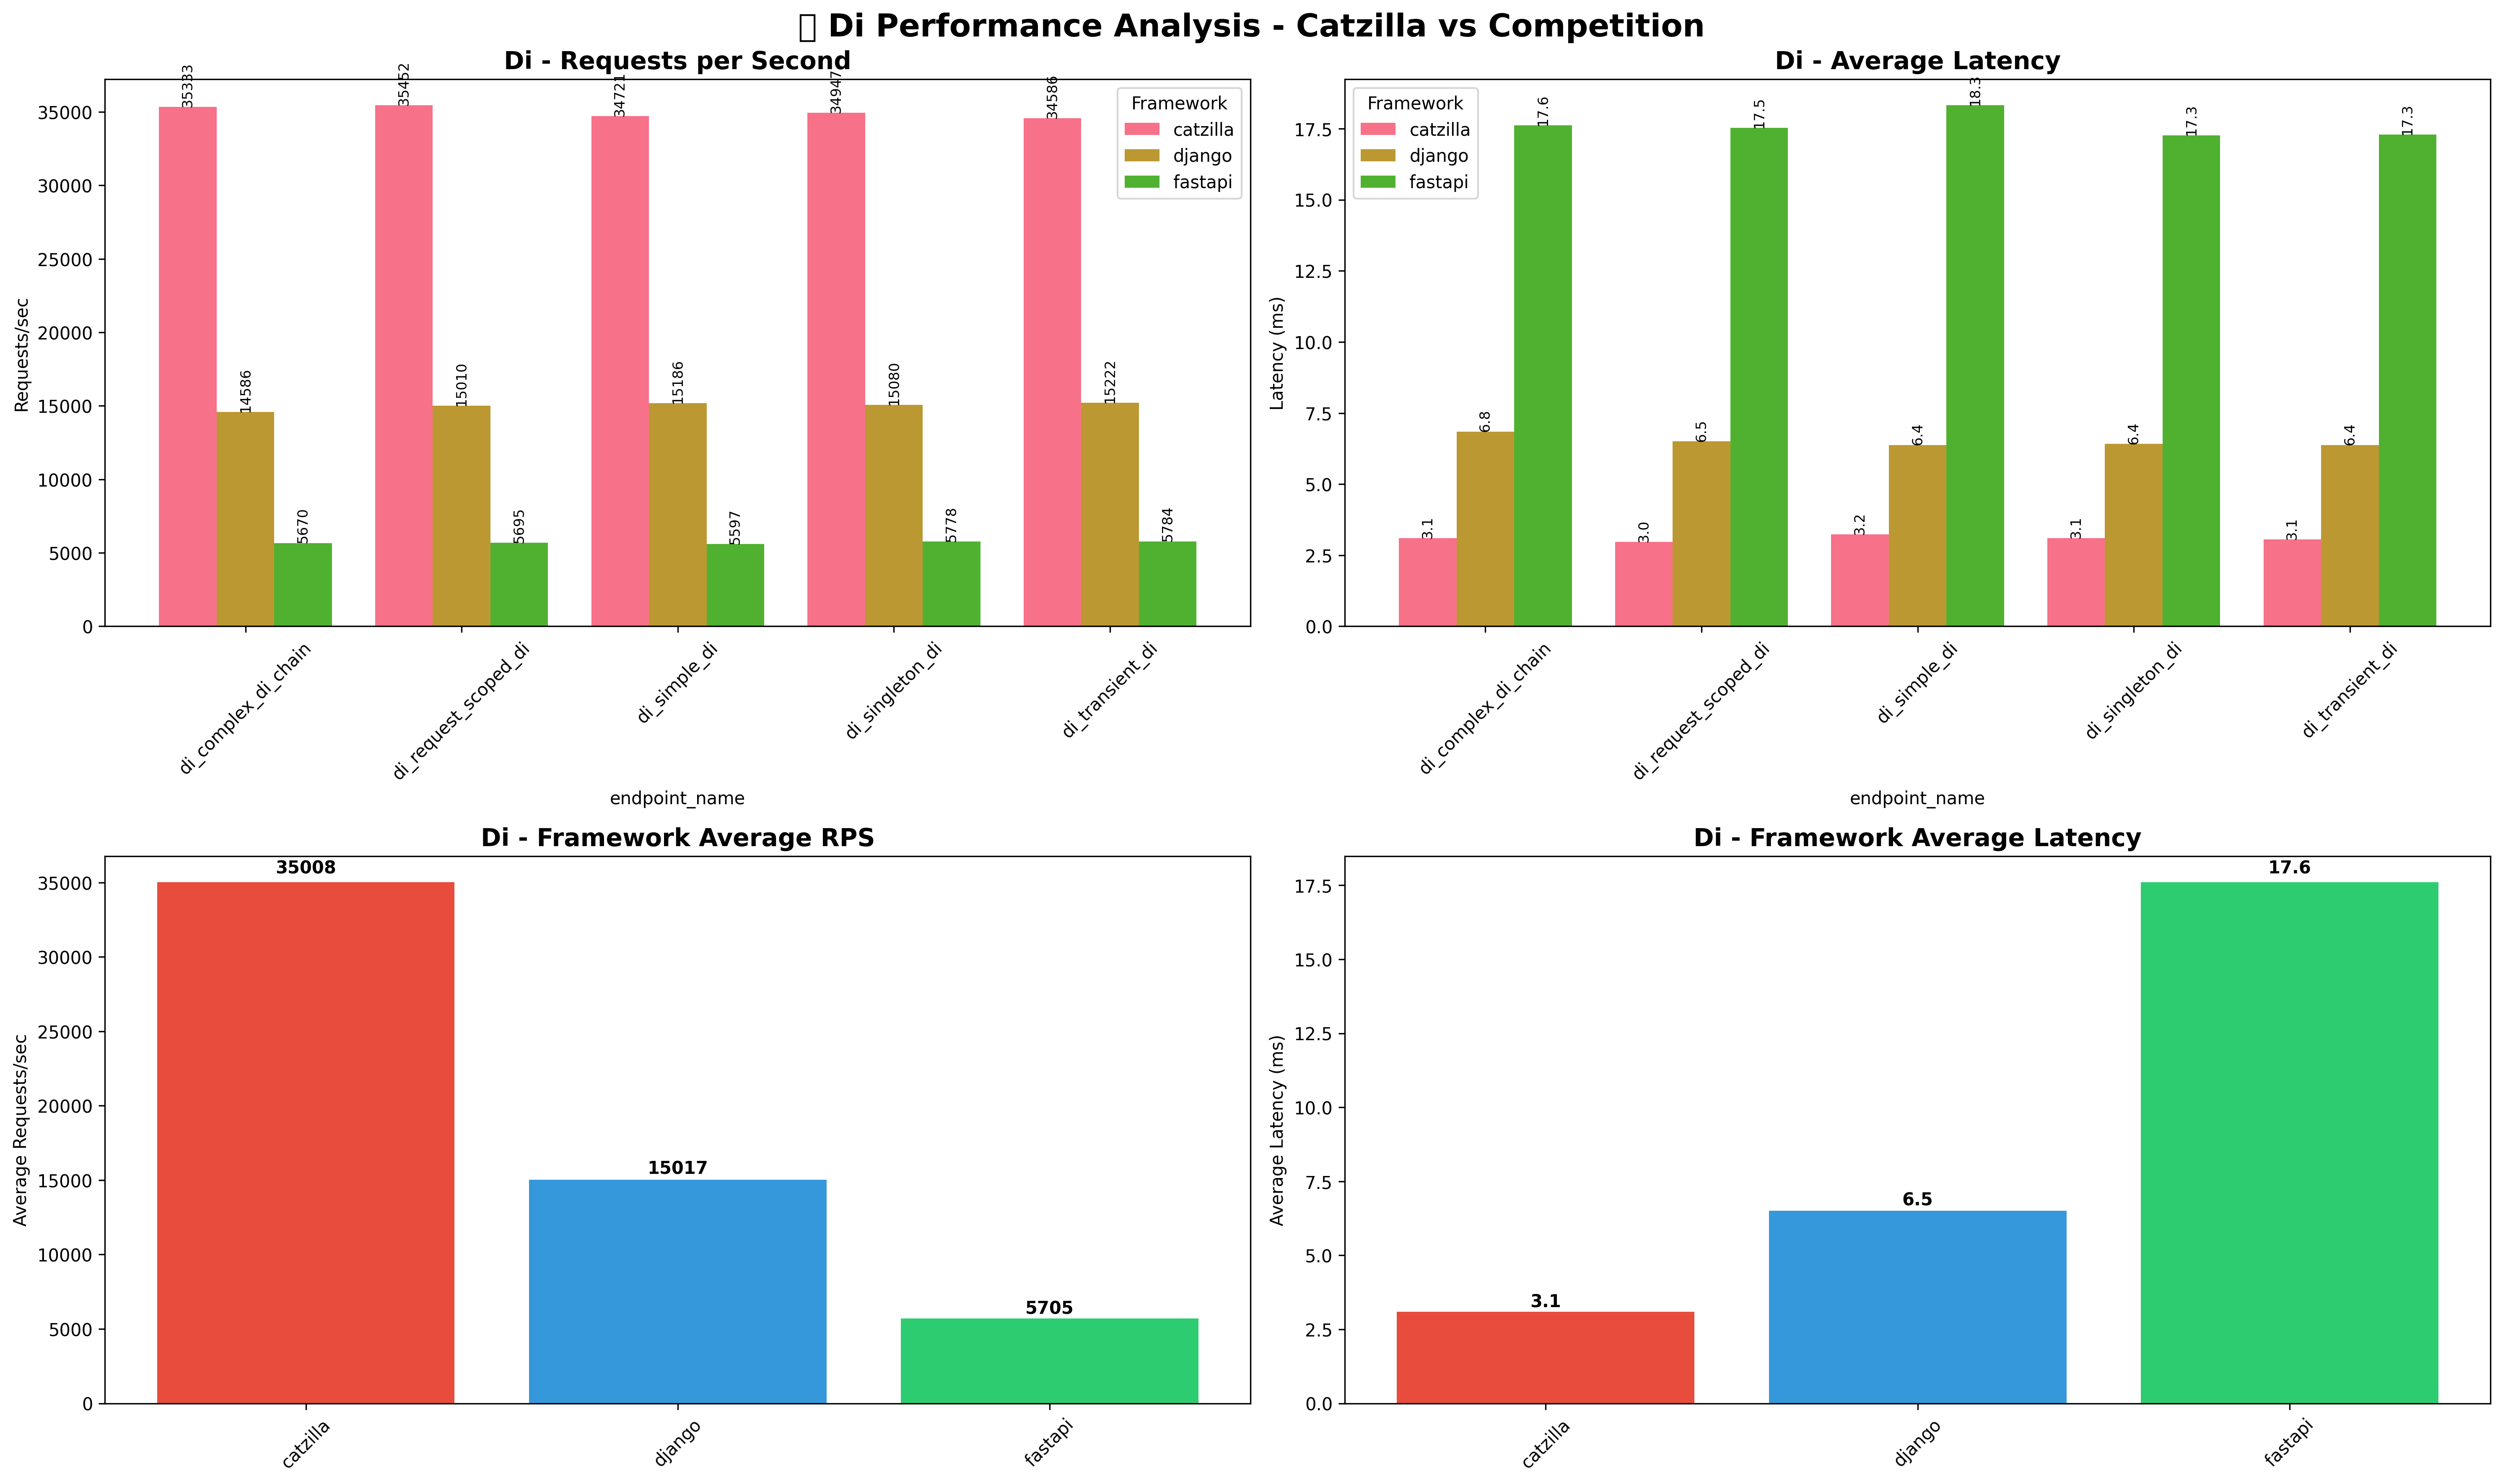 Di Performance Analysis - Catzilla vs Competition
Di - Requests per Second
Requests/sec
35000
30000
25000
20000
15000
10000
5000
0
35333
14586
5670
35452
15010
5695
34721
15186
5597
34947
15080
5778
34586
15222
5784
Framework
catzilla
django
fastapi
di_complex_di_chain
di_request_scoped_di
di_simple_di
di_singleton_di
di_transient_di
endpoint_name
Di - Average Latency
Latency (ms)
17.5
15.0
12.5
10.0
7.5
5.0
2.5
0.0
Framework
catzilla
django
fastapi
3.1
6.8
17.6
3.0
6.5
17.5
3.2
6.4
18.3
3.1
6.4
17.3
3.1
6.4
17.3
di_complex_di_chain
di_request_scoped_di
di_simple_di
di_singleton_di
di_transient_di
endpoint_name
Di - Framework Average RPS
Average Requests/sec
35000
30000
25000
20000
15000
10000
5000
0
35008
15017
5705
catzilla
django
fastapi
Di - Framework Average Latency
Average Latency (ms)
17.5
15.0
12.5
10.0
7.5
5.0
2.5
0.0
3.1
6.5
17.6
catzilla
django
fastapi